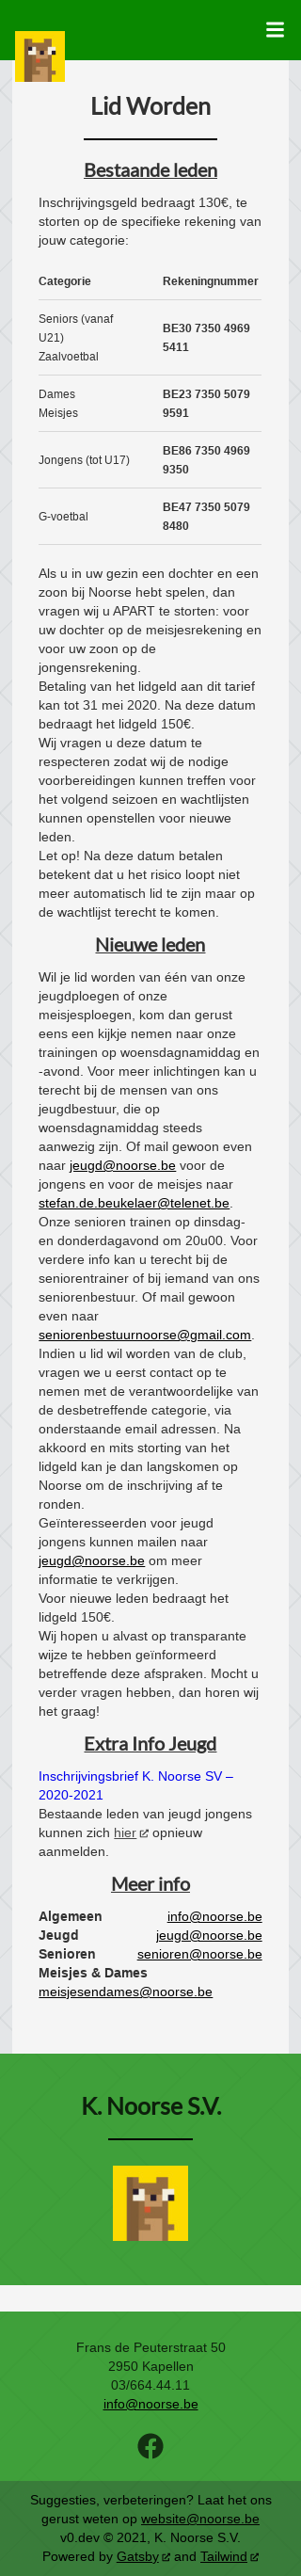 Lid Worden
Bestaande leden
Inschrijvingsgeld bedraagt 130€, te
storten op de specifieke rekening van
jouw categorie:
Categorie Rekeningnummer
Seniors (vanaf
U21)
Zaalvoetbal
BE30 7350 4969
5411
Dames
Meisjes
BE23 7350 5079
9591
Jongens (tot U17)
BE86 7350 4969
9350
G-voetbal
BE47 7350 5079
8480
Als u in uw gezin een dochter en een
zoon bij Noorse hebt spelen, dan
vragen wij u APART te storten: voor
uw dochter op de meisjesrekening en
voor uw zoon op de
jongensrekening.
Betaling van het lidgeld aan dit tarief
kan tot 31 mei 2020. Na deze datum
bedraagt het lidgeld 150€.
Wij vragen u deze datum te
respecteren zodat wij de nodige
voorbereidingen kunnen treffen voor
het volgend seizoen en wachtlijsten
kunnen openstellen voor nieuwe
leden.
Let op! Na deze datum betalen
betekent dat u het risico loopt niet
meer automatisch lid te zijn maar op
de wachtlijst terecht te komen.
Nieuwe leden
Wil je lid worden van één van onze
jeugdploegen of onze
meisjesploegen, kom dan gerust
eens een kijkje nemen naar onze
trainingen op woensdagnamiddag en
-avond. Voor meer inlichtingen kan u
terecht bij de mensen van ons
jeugdbestuur, die op
woensdagnamiddag steeds
aanwezig zijn. Of mail gewoon even
naar jeugd@noorse.be voor de
jongens en voor de meisjes naar
stefan.de.beukelaer@telenet.be.
Onze senioren trainen op dinsdag-
en donderdagavond om 20u00. Voor
verdere info kan u terecht bij de
seniorentrainer of bij iemand van ons
seniorenbestuur. Of mail gewoon
even naar
seniorenbestuurnoorse@gmail.com.
Indien u lid wil worden van de club,
vragen we u eerst contact op te
nemen met de verantwoordelijke van
de desbetreffende categorie, via
onderstaande email adressen. Na
akkoord en mits storting van het
lidgeld kan je dan langskomen op
Noorse om de inschrijving af te
ronden.
Geïnteresseerden voor jeugd
jongens kunnen mailen naar
jeugd@noorse.be om meer
informatie te verkrijgen.
Voor nieuwe leden bedraagt het
lidgeld 150€.
Wij hopen u alvast op transparante
wijze te hebben geïnformeerd
betreffende deze afspraken. Mocht u
verder vragen hebben, dan horen wij
het graag!
Extra Info Jeugd
Inschrijvingsbrief K. Noorse SV –
2020-2021
Bestaande leden van jeugd jongens
kunnen zich hier opnieuw
aanmelden.
Meer info
Algemeen info@noorse.be
Jeugd jeugd@noorse.be
Senioren senioren@noorse.be
Meisjes & Dames
meisjesendames@noorse.be
K. Noorse S.V.
Frans de Peuterstraat 50
2950 Kapellen
03/664.44.11
info@noorse.be
Suggesties, verbeteringen? Laat het ons
gerust weten op website@noorse.be
v0.dev © 2021, K. Noorse S.V.
Powered by Gatsby and Tailwind